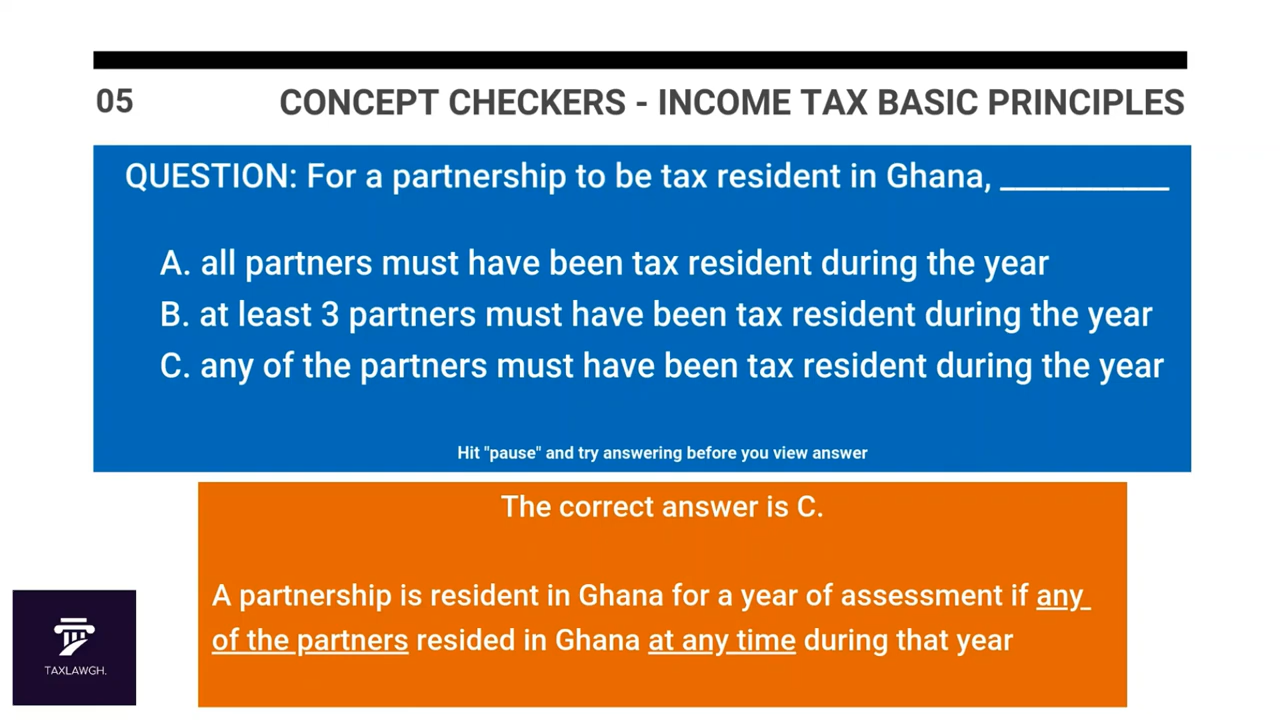 05
CONCEPT CHECKERS - INCOME TAX BASIC PRINCIPLES
QUESTION: For a partnership to be tax resident in Ghana, ___________
A. all partners must have been tax resident during the year
B. at least 3 partners must have been tax resident during the year
C. any of the partners must have been tax resident during the year
Hit "pause" and try answering before you view answer
The correct answer is C.
A partnership is resident in Ghana for a year of assessment if any
of the partners resided in Ghana at any time during that year
TAXLAWGH.